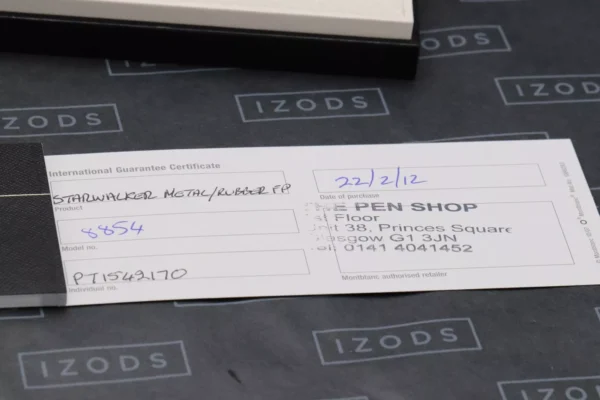 IZODS
IZODS
IZODS
IZODS
International Guarantee Certificate
STARWALKER METAL/RUBBER FP
Product
8854
Model no.
PT1542170
Individual no.
22/2/12
Date of purchase
PEN SHOP
Floor
38, Princes Square
G1 3JN
0141 4041452
Montblanc authorised retailer
IZODS
IZODS